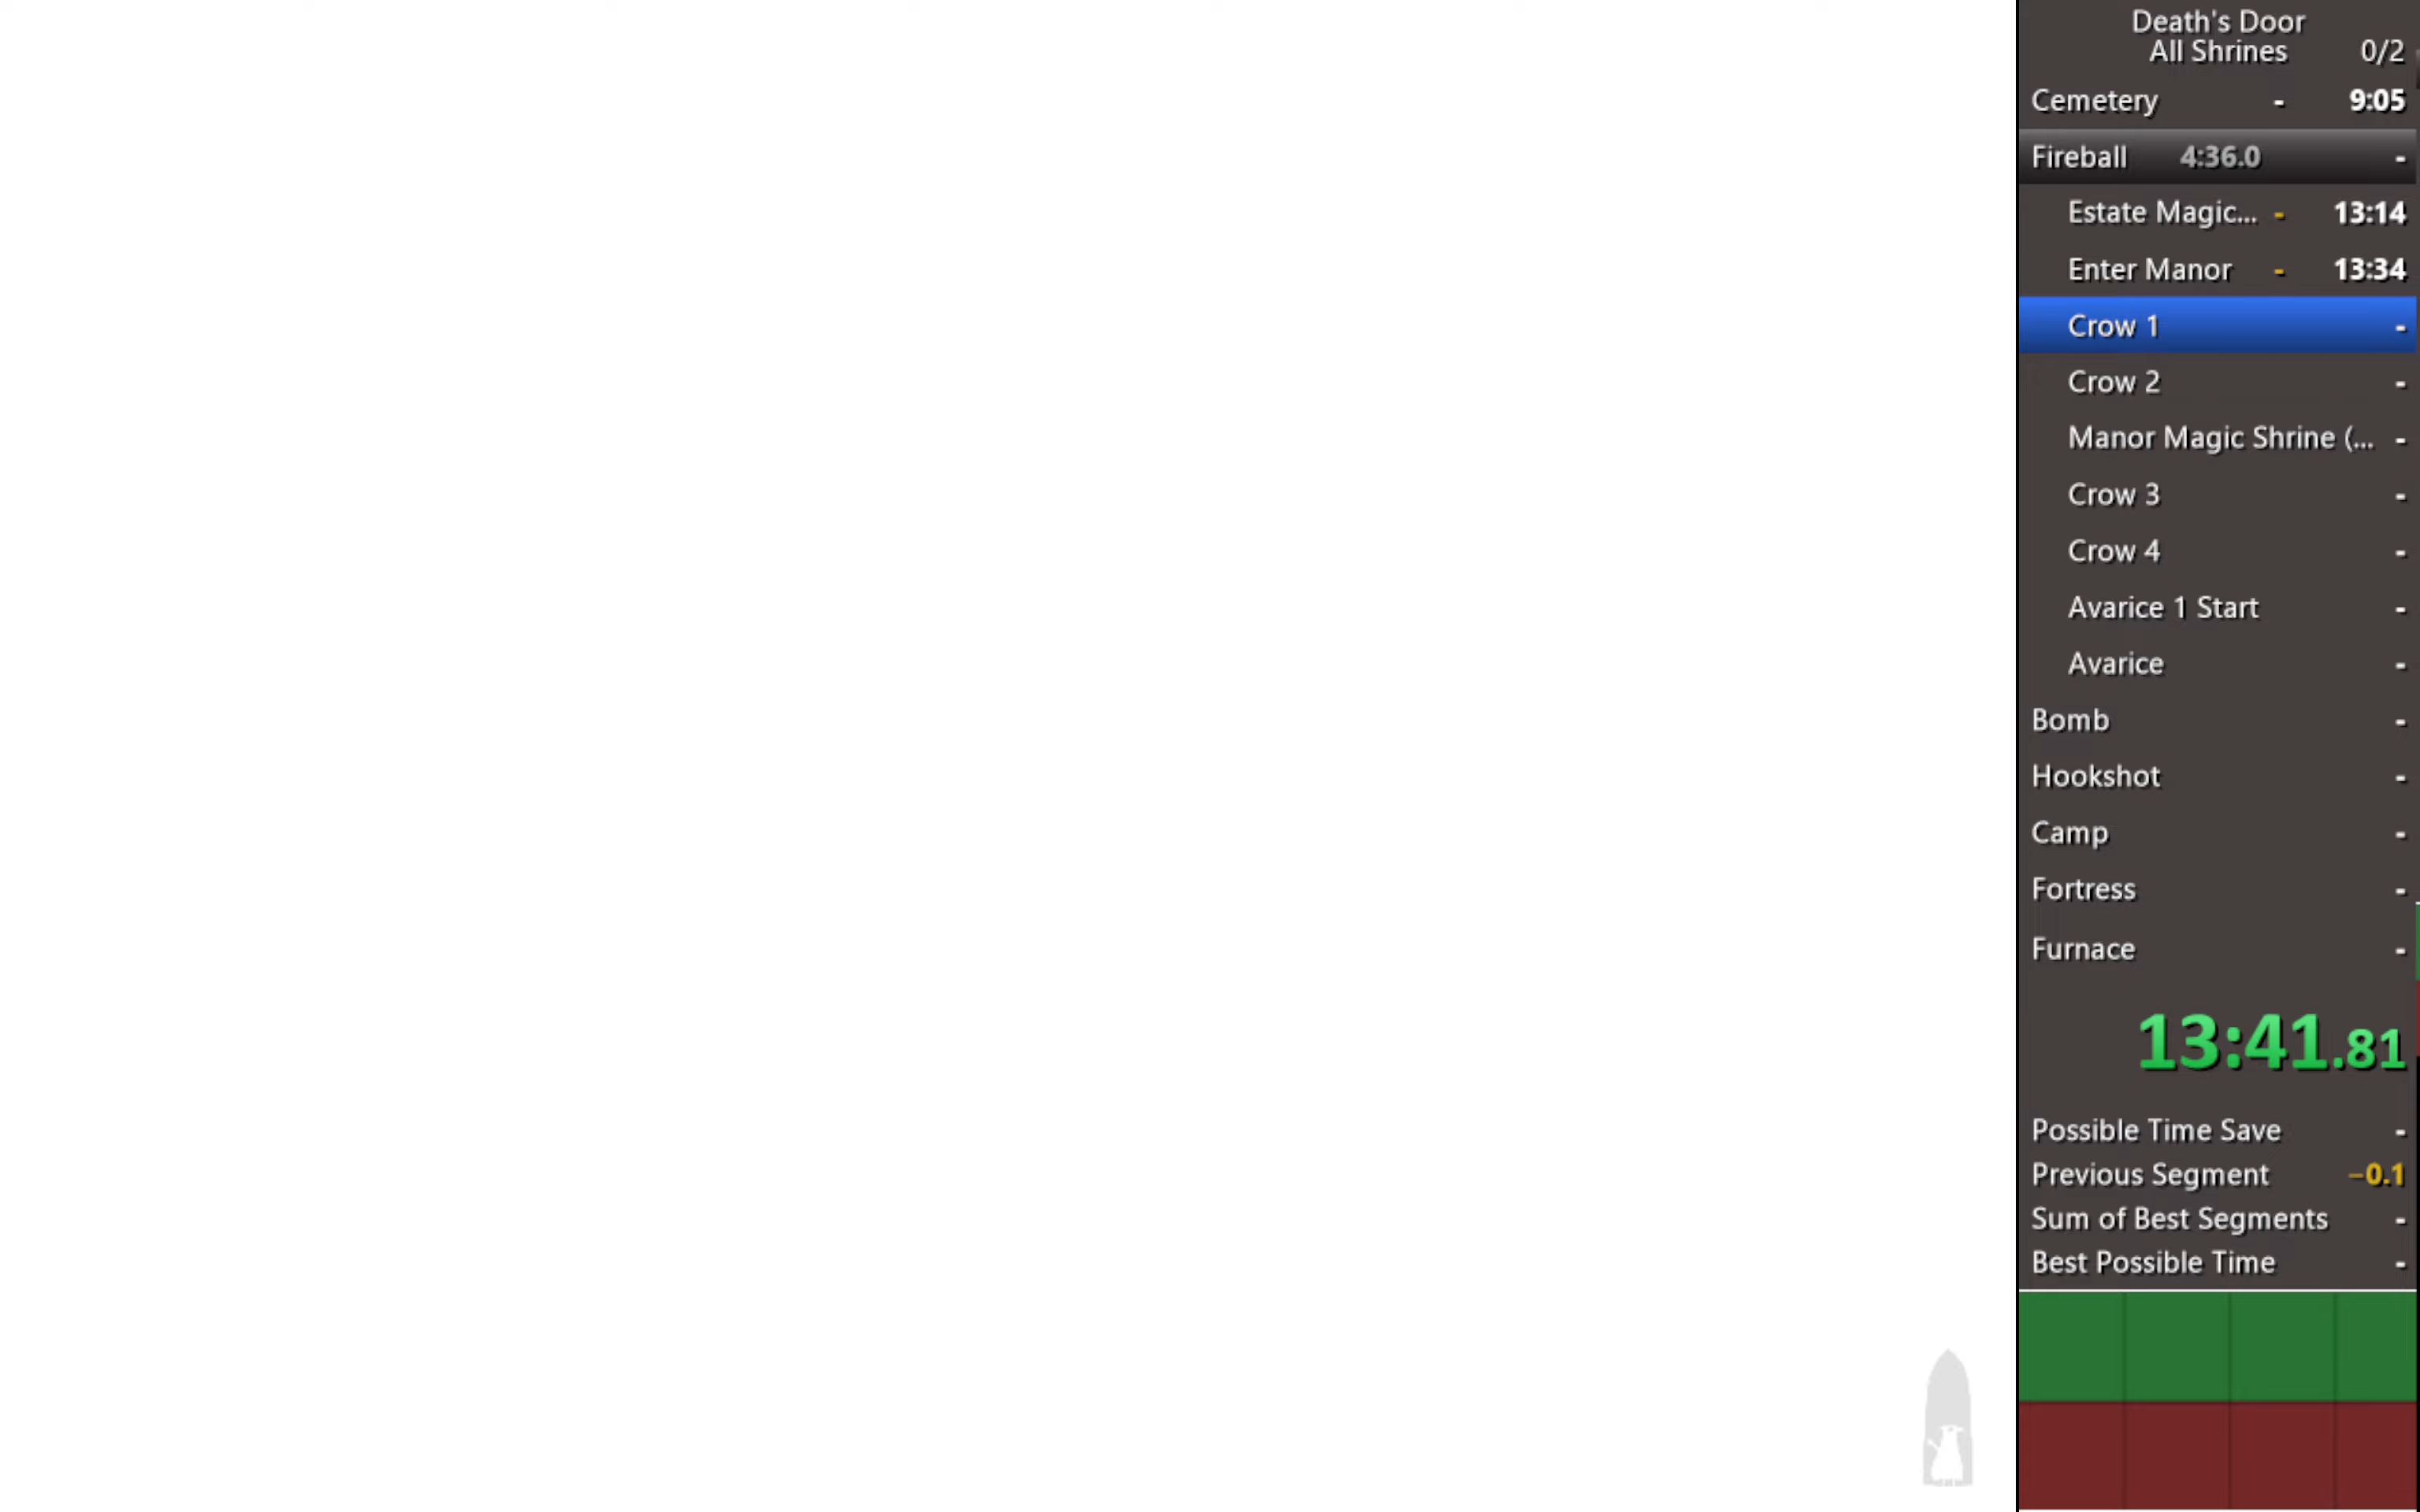 Death's Door
All Shrines 0/2
Cemetery - 9:05
Fireball 4:36.0 -
Estate Magic... - 13:14
Enter Manor - 13:34
Crow 1 -
Crow 2 -
Manor Magic Shrine (... -
Crow 3 -
Crow 4 -
Avarice 1 Start -
Avarice -
Bomb -
Hookshot -
Camp -
Fortress -
Furnace -
13:41.81
Possible Time Save -
Previous Segment −0.1
Sum of Best Segments -
Best Possible Time -